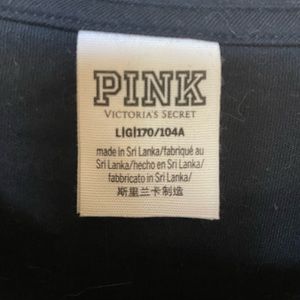 PINK
VICTORIA'S SECRET
L|G|170/104A
made in Sri Lanka/fabriqué au
Sri Lanka/hecho en Sri Lanka/
fabbricato in Sri Lanka/
斯里兰卡制造